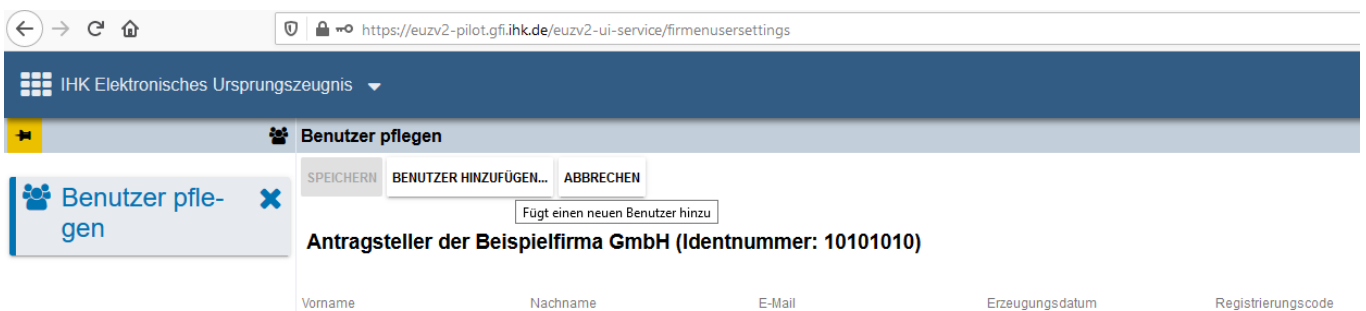 https://euzv2-pilot.gfi.ihk.de/euzv2-ui-service/firmenusersettings
IHK Elektronisches Ursprungszeugnis
Benutzer pflegen
SPEICHERN BENUTZER HINZUFÜGEN... ABBRECHEN
Benutzer pfle-
gen
Fügt einen neuen Benutzer hinzu
Antragsteller der Beispielfirma GmbH (Identnummer: 10101010)
Vorname Nachname E-Mail Erzeugungsdatum Registrierungscode